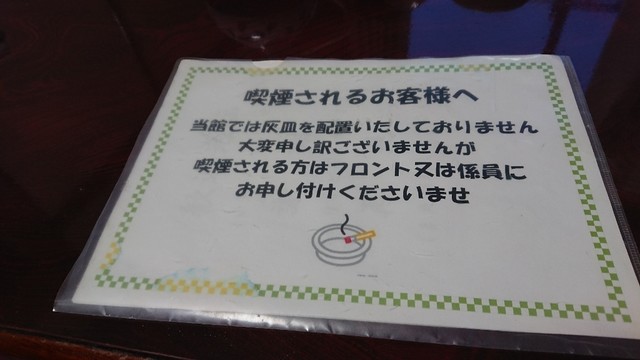 喫煙されるお客様へ
当館では灰皿を配置いたしておりません
大変申し訳ございませんが
喫煙される方はフロント又は係員に
お申し付けくださいませ